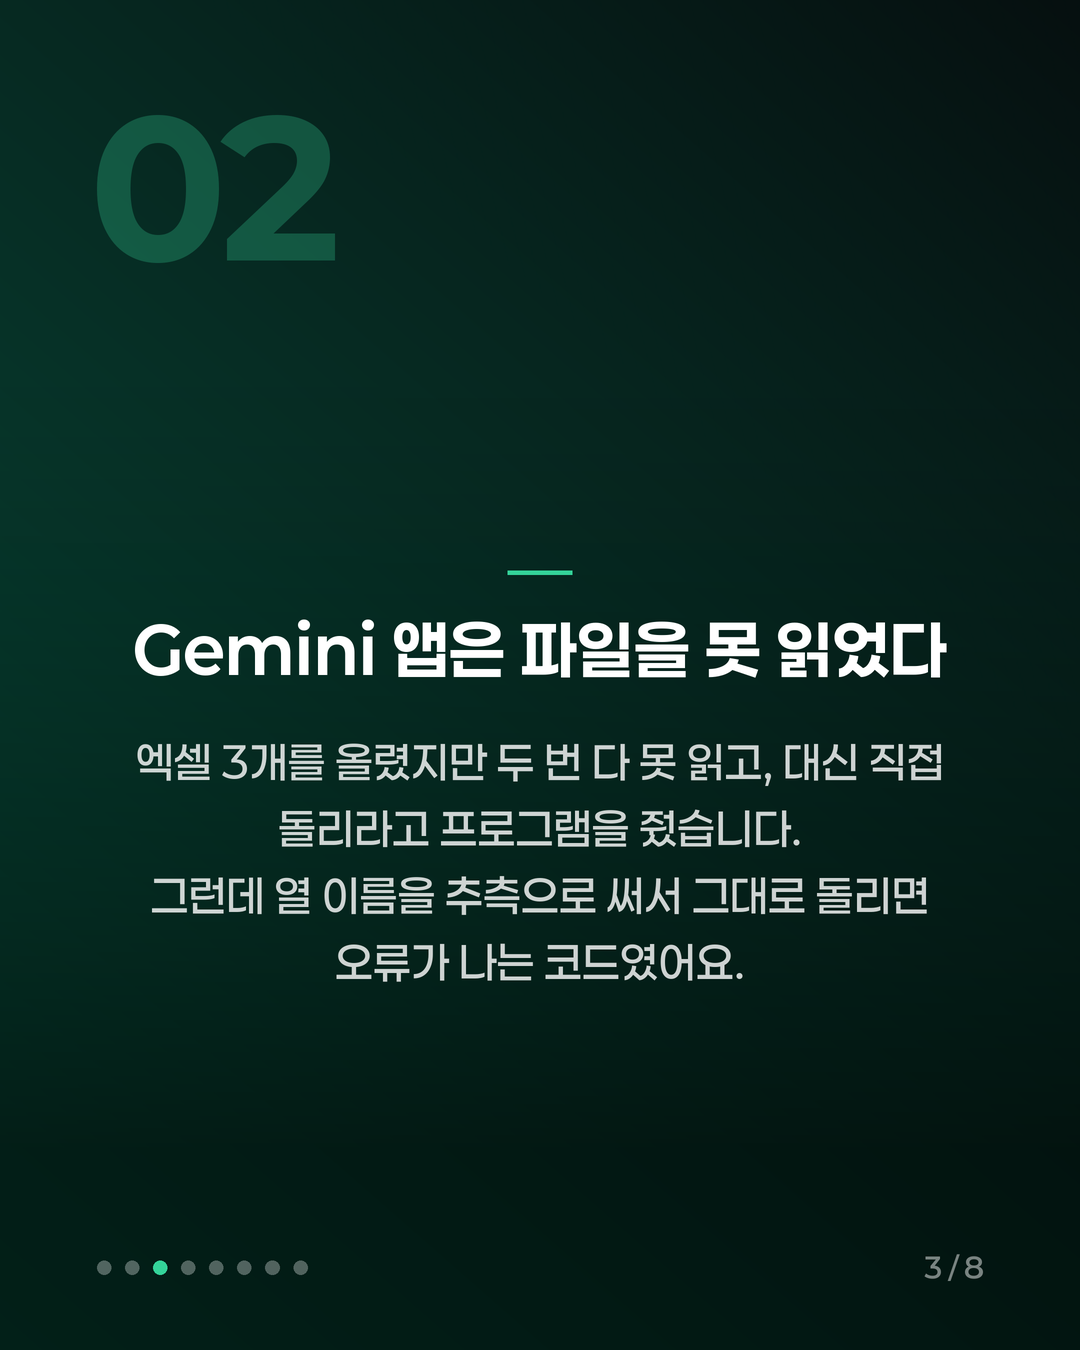 02
Gemini 앱은 파일을 못 읽었다
엑셀 3개를 올렸지만 두 번 다 못 읽고, 대신 직접
돌리라고 프로그램을 줬습니다.
그런데 열 이름을 추측으로 써서 그대로 돌리면
오류가 나는 코드였어요.
3/8